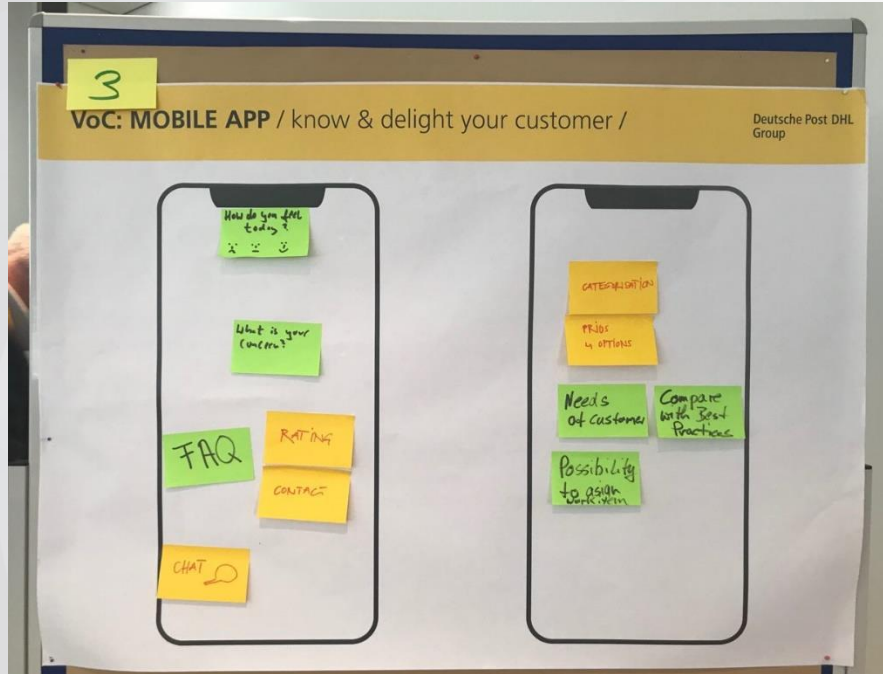 3
VoC: MOBILE APP / know & delight your customer /
Deutsche Post DHL
Group
How do you feel
today?
What is your
concern?
FAQ
RATING
CONTACT
CHAT
CATEGORISATION
PRIOS
4 OPTIONS
Needs
of customer
Compare
with Best
Practices
Possibility
to asign
workitem